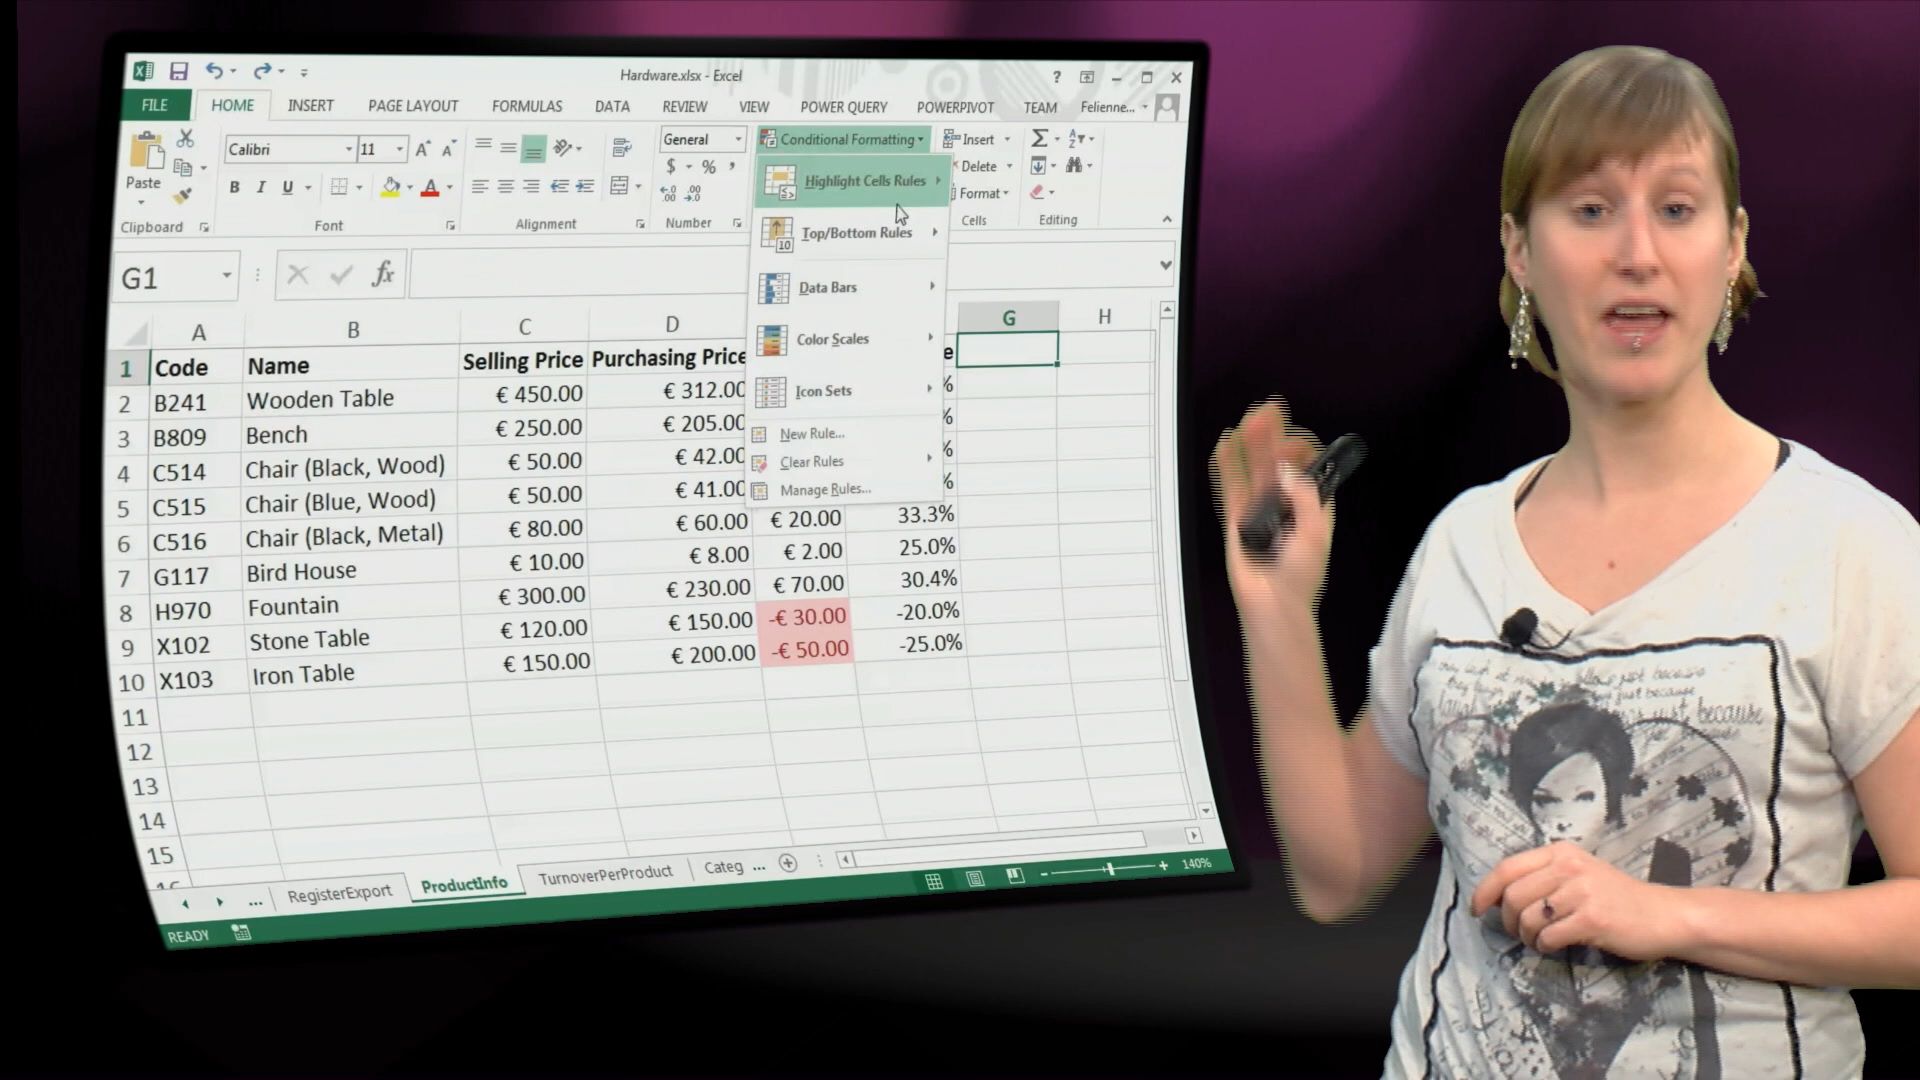 Hardware.xlsx - Excel
?
FILE HOME INSERT PAGE LAYOUT FORMULAS DATA REVIEW VIEW POWER QUERY POWERPIVOT TEAM Felienne...
Paste
Clipboard
Calibri 11
B I U A
Font
Alignment
General
$ % ,
Number
Conditional Formatting
Highlight Cells Rules
Top/Bottom Rules
Data Bars
Color Scales
Icon Sets
New Rule...
Clear Rules
Manage Rules...
Insert
Delete
Format
Cells
Σ
Editing
G1
fx
A B C D G H
1 Code Name Selling Price Purchasing Price e
2 B241 Wooden Table € 450.00 € 312.00 %
3 B809 Bench € 250.00 € 205.00 %
4 C514 Chair (Black, Wood) € 50.00 € 42.00 %
5 C515 Chair (Blue, Wood) € 50.00 € 41.00 %
6 C516 Chair (Black, Metal) € 80.00 € 60.00 € 20.00 33.3%
7 G117 Bird House € 10.00 € 8.00 € 2.00 25.0%
8 H970 Fountain € 300.00 € 230.00 € 70.00 30.4%
9 X102 Stone Table € 120.00 € 150.00 -€ 30.00 -20.0%
10 X103 Iron Table € 150.00 € 200.00 -€ 50.00 -25.0%
11
12
13
14
15
... RegisterExport ProductInfo TurnoverPerProduct Categ ...
READY
140%
just because
because